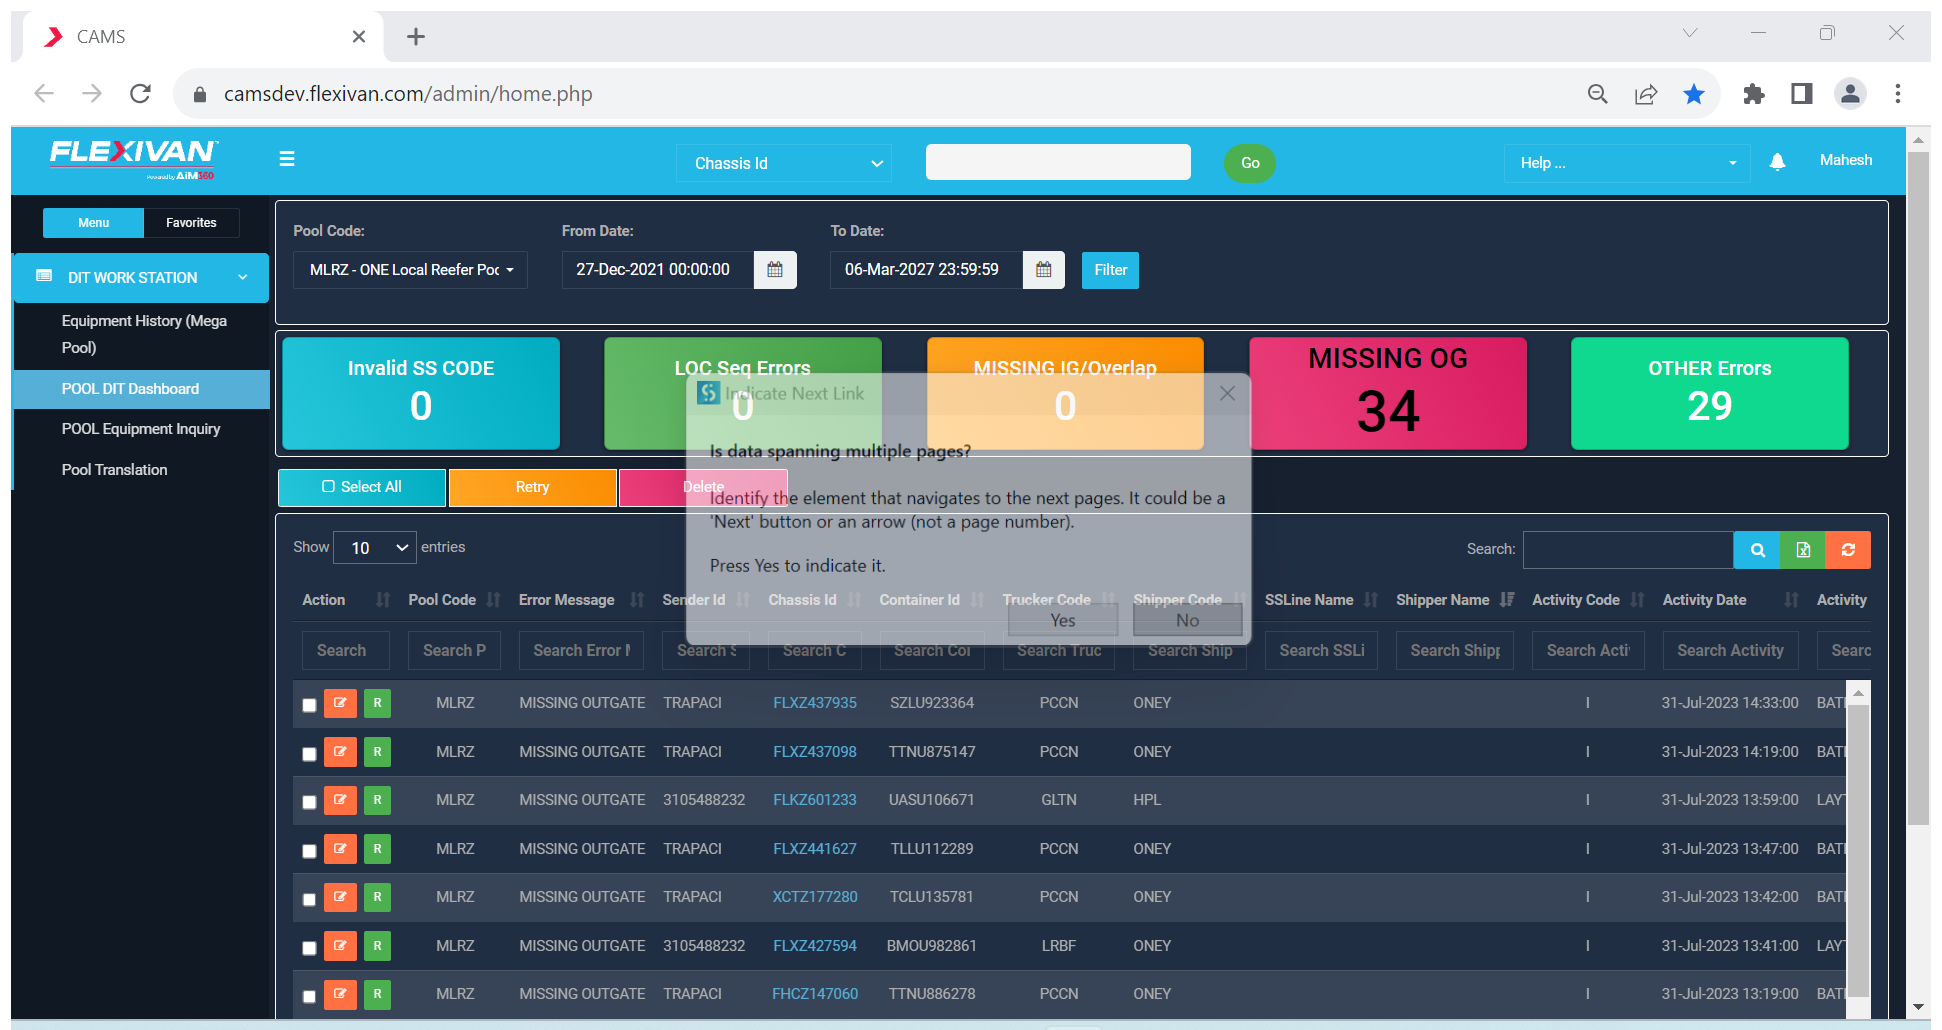 CAMS
camsdev.flexivan.com/admin/home.php
FLEXIVAN
Powered by AiM360
Chassis Id
Go
Help ...
Mahesh
Menu
Favorites
DIT WORK STATION
Equipment History (Mega
Pool)
POOL DIT Dashboard
POOL Equipment Inquiry
Pool Translation
Pool Code:
From Date:
To Date:
MLRZ - ONE Local Reefer Poo
27-Dec-2021 00:00:00
06-Mar-2027 23:59:59
Filter
Invalid SS CODE
0
LOC Seq Errors
0
MISSING IG/Overlap
0
MISSING OG
34
OTHER Errors
29
Indicate Next Link
Is data spanning multiple pages?
Identify the element that navigates to the next pages. It could be a
'Next' button or an arrow (not a page number).
Press Yes to indicate it.
Yes
No
Select All
Retry
Delete
Show 10 entries
Search:
Action Pool Code Error Message Sender Id Chassis Id Container Id Trucker Code Shipper Code SSLine Name Shipper Name Activity Code Activity Date Activity
Search Search P Search Error M Search S Search C Search Cor Search Truc Search Ship Search SSLi Search Shipp Search Acti Search Activity Searc
R MLRZ MISSING OUTGATE TRAPACI FLXZ437935 SZLU923364 PCCN ONEY I 31-Jul-2023 14:33:00 BATI
R MLRZ MISSING OUTGATE TRAPACI FLXZ437098 TTNU875147 PCCN ONEY I 31-Jul-2023 14:19:00 BATI
R MLRZ MISSING OUTGATE 3105488232 FLKZ601233 UASU106671 GLTN HPL I 31-Jul-2023 13:59:00 LAYT
R MLRZ MISSING OUTGATE TRAPACI FLXZ441627 TLLU112289 PCCN ONEY I 31-Jul-2023 13:47:00 BATI
R MLRZ MISSING OUTGATE TRAPACI XCTZ177280 TCLU135781 PCCN ONEY I 31-Jul-2023 13:42:00 BATI
R MLRZ MISSING OUTGATE 3105488232 FLXZ427594 BMOU982861 LRBF ONEY I 31-Jul-2023 13:41:00 LAYT
R MLRZ MISSING OUTGATE TRAPACI FHCZ147060 TTNU886278 PCCN ONEY I 31-Jul-2023 13:19:00 BATI